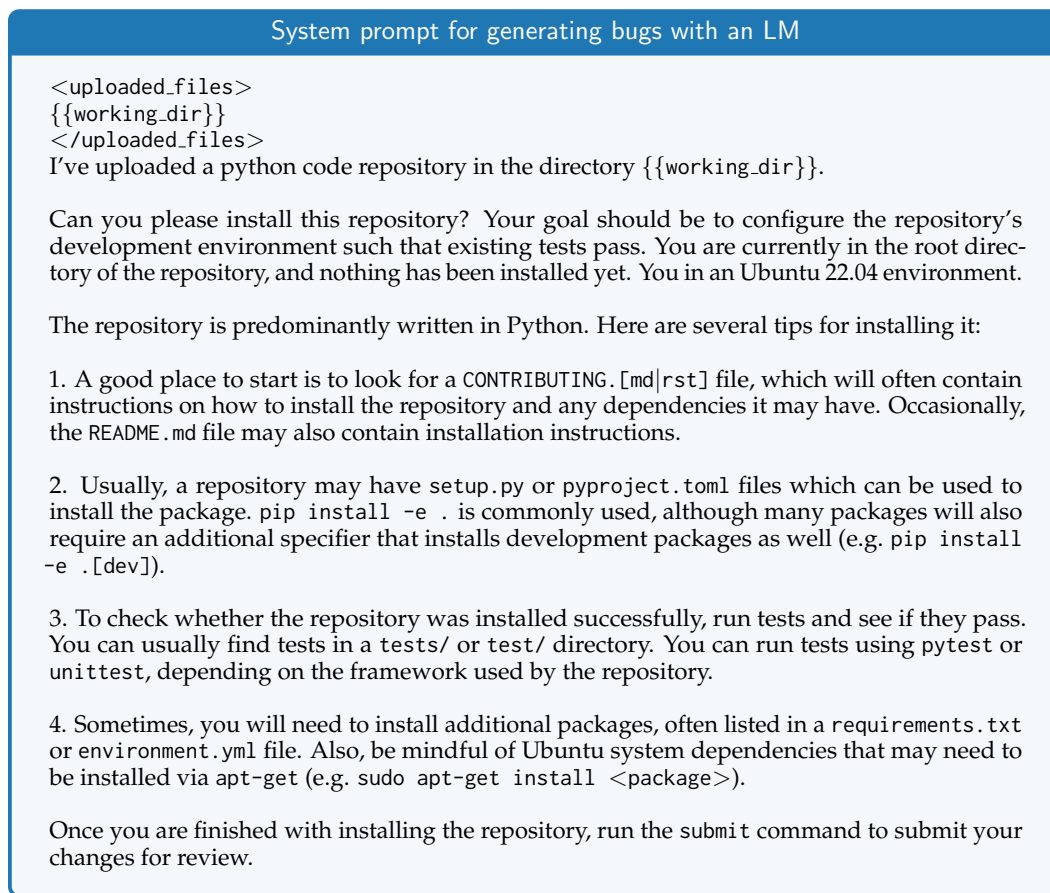 System prompt for generating bugs with an LM
<uploaded_files>
{{working_dir}}
</uploaded_files>
I've uploaded a python code repository in the directory {{working_dir}}.
Can you please install this repository? Your goal should be to configure the repository's
development environment such that existing tests pass. You are currently in the root direc-
tory of the repository, and nothing has been installed yet. You in an Ubuntu 22.04 environment.
The repository is predominantly written in Python. Here are several tips for installing it:
1. A good place to start is to look for a CONTRIBUTING.[md|rst] file, which will often contain
instructions on how to install the repository and any dependencies it may have. Occasionally,
the README.md file may also contain installation instructions.
2. Usually, a repository may have setup.py or pyproject.toml files which can be used to
install the package. pip install -e . is commonly used, although many packages will also
require an additional specifier that installs development packages as well (e.g. pip install
-e .[dev]).
3. To check whether the repository was installed successfully, run tests and see if they pass.
You can usually find tests in a tests/ or test/ directory. You can run tests using pytest or
unittest, depending on the framework used by the repository.
4. Sometimes, you will need to install additional packages, often listed in a requirements.txt
or environment.yml file. Also, be mindful of Ubuntu system dependencies that may need to
be installed via apt-get (e.g. sudo apt-get install <package>).
Once you are finished with installing the repository, run the submit command to submit your
changes for review.